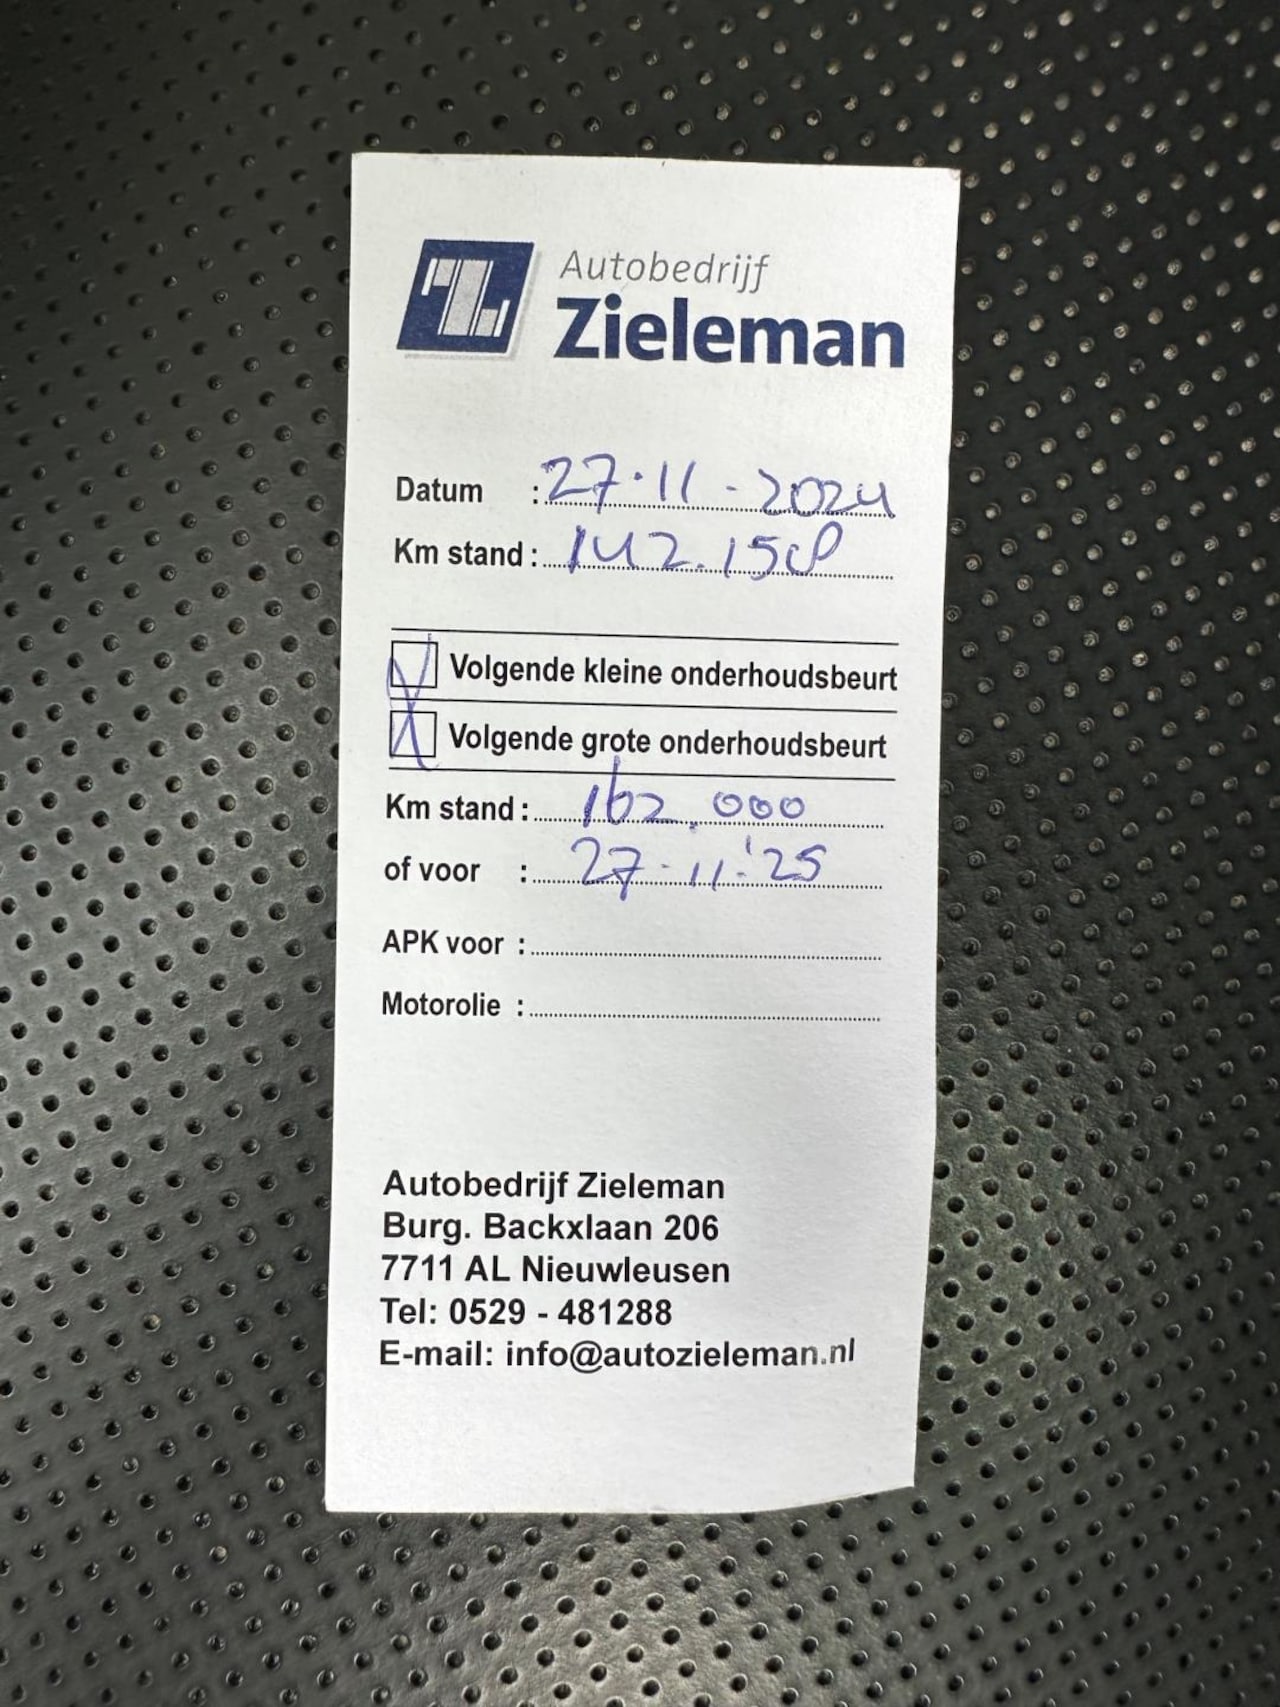 Autobedrijf
Zieleman
Datum : 27-11-2024
Km stand : 142.158
Volgende kleine onderhoudsbeurt
Volgende grote onderhoudsbeurt
Km stand : 162.000
of voor : 27-11-'25
APK voor :
Motorolie :
Autobedrijf Zieleman
Burg. Backxlaan 206
7711 AL Nieuwleusen
Tel: 0529 - 481288
E-mail: info@autozieleman.nl